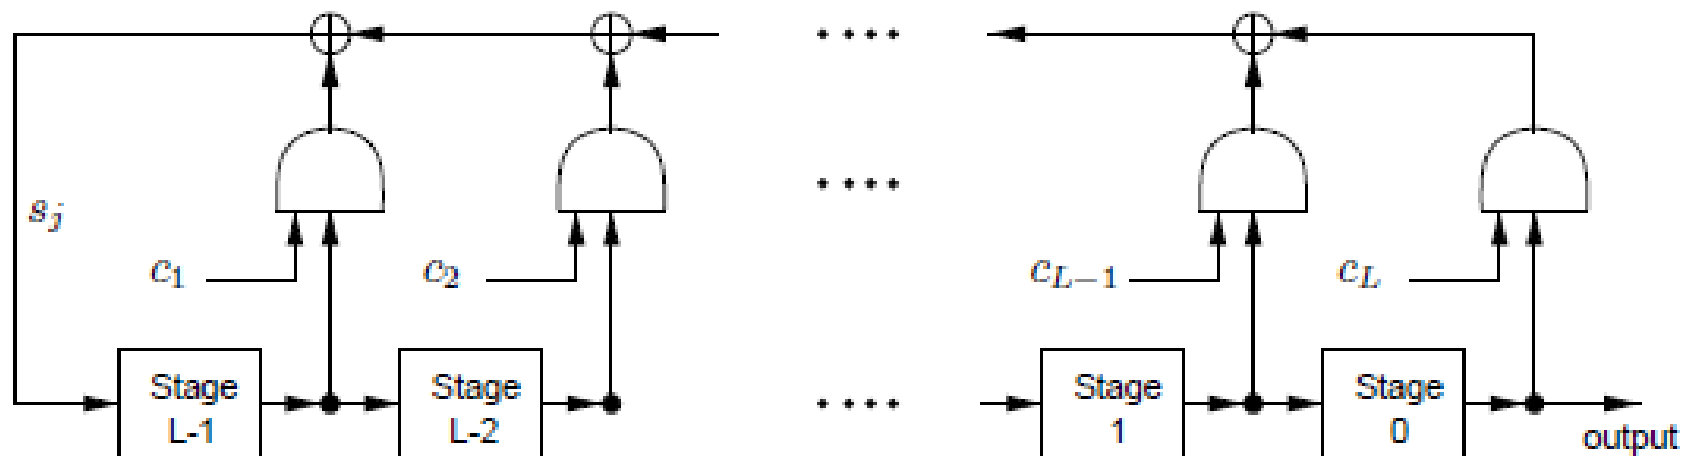 s_j
c_1
c_2
c_{L-1}
c_L
Stage
L-1
Stage
L-2
Stage
1
Stage
0
output